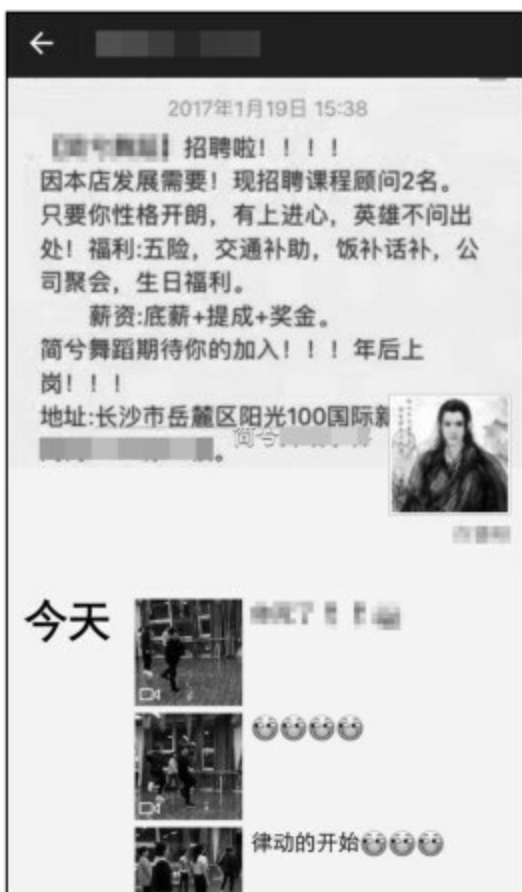 2017年1月19日 15:38
】招聘啦！！！！
因本店发展需要！现招聘课程顾问2名。
只要你性格开朗，有上进心，英雄不问出
处！福利:五险，交通补助，饭补话补，公
司聚会，生日福利。
薪资:底薪+提成+奖金。
简兮舞蹈期待你的加入！！！年后上
岗！！！
地址:长沙市岳麓区阳光100国际新
。
简兮
今天
律动的开始